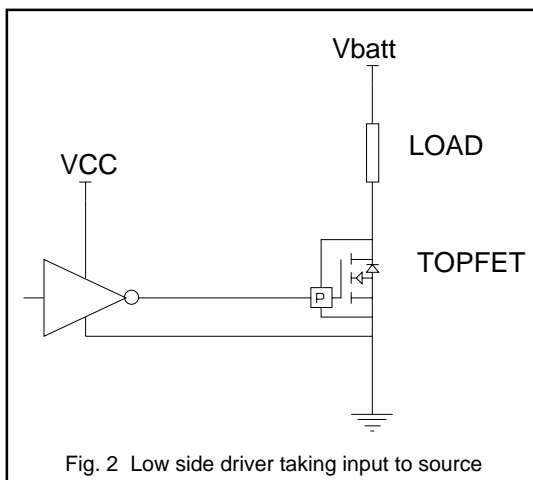 Vbatt
LOAD
VCC
TOPFET
P
Fig. 2 Low side driver taking input to source